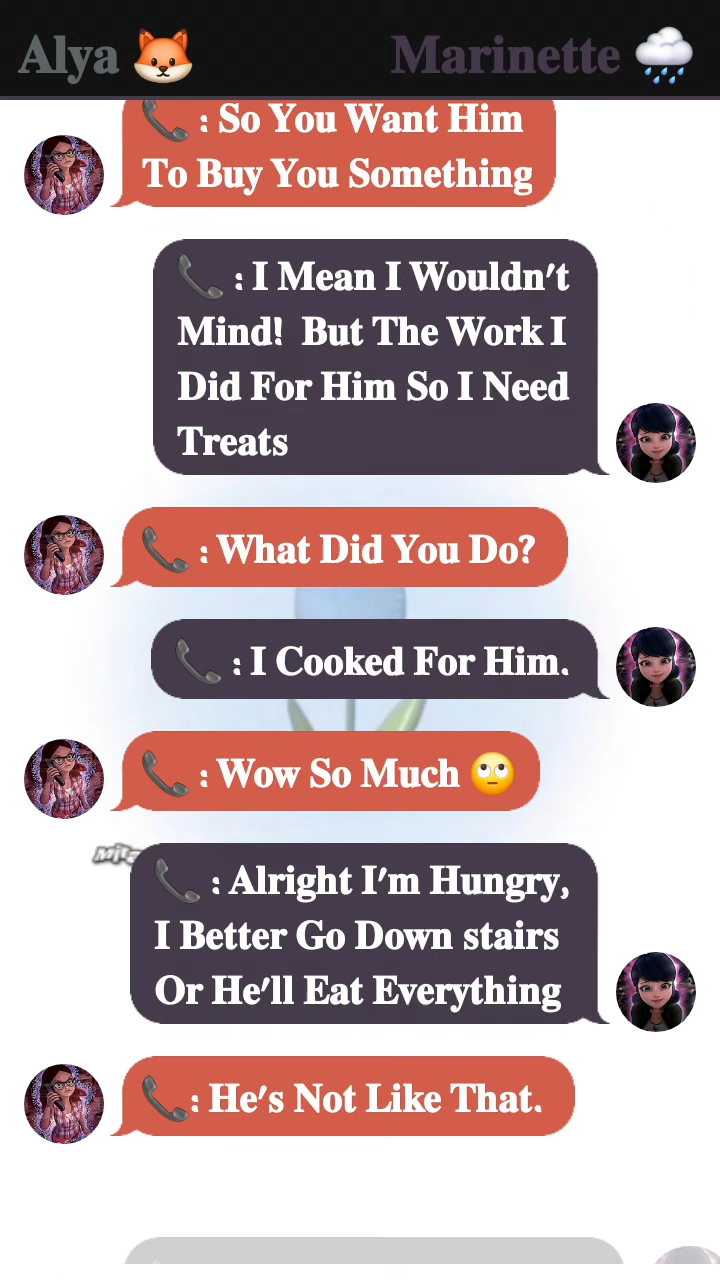 Alya 🦊 Marinette 🌧️
📞 : So You Want Him
To Buy You Something
📞 : I Mean I Wouldn't
Mind!  But The Work I
Did For Him So I Need
Treats
📞 : What Did You Do?
📞 : I Cooked For Him.
📞 : Wow So Much 🙄
📞 : Alright I'm Hungry,
I Better Go Down stairs
Or He'll Eat Everything
📞 : He's Not Like That.